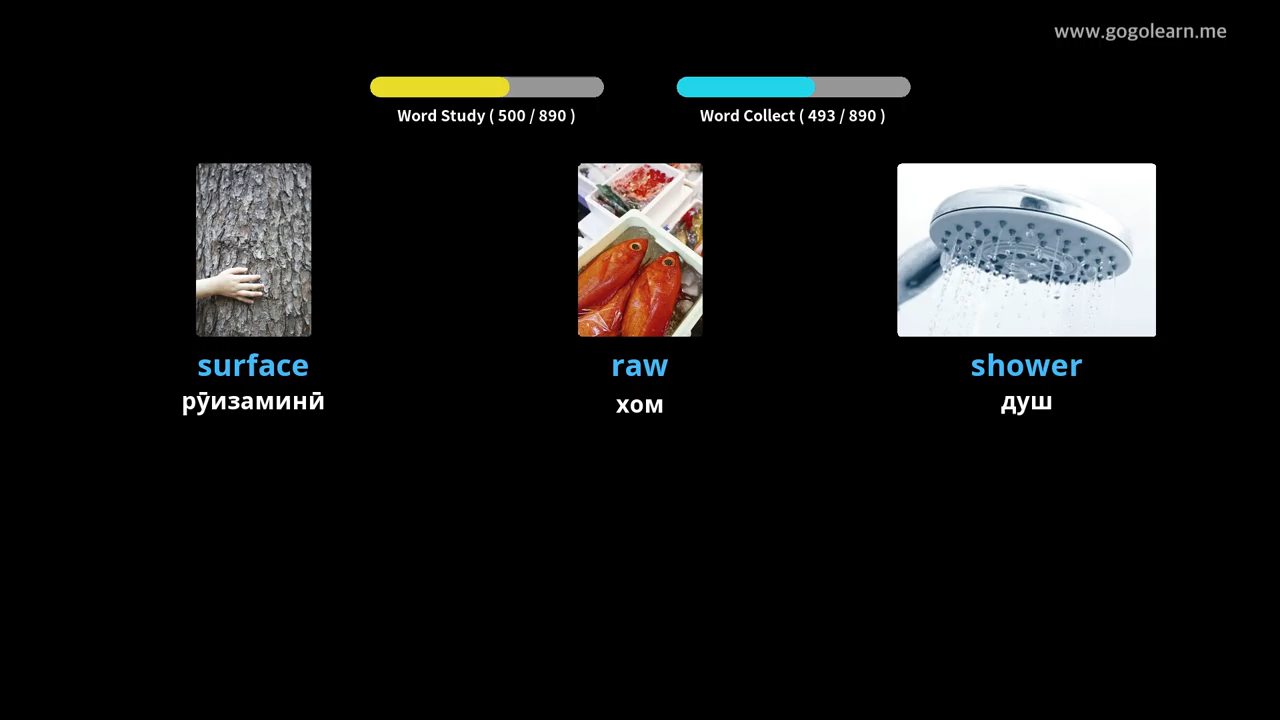 www.gogolearn.me
Word Study ( 500 / 890 )
Word Collect ( 493 / 890 )
surface
рӯизаминӣ
raw
хом
shower
душ